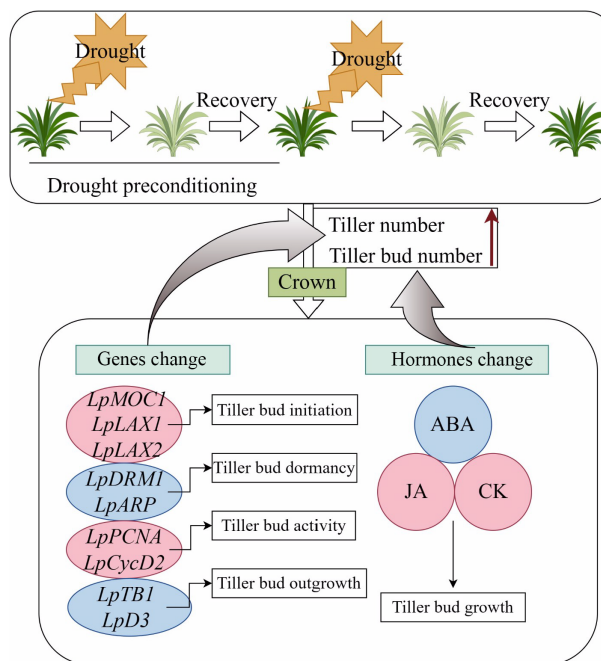 Drought
Drought
Recovery
Recovery
Drought preconditioning
Tiller number
Tiller bud number
Crown
Genes change
Hormones change
LpMOC1
LpLAX1
LpLAX2
Tiller bud initiation
LpDRM1
LpARP
Tiller bud dormancy
LpPCNA
LpCycD2
Tiller bud activity
LpTB1
LpD3
Tiller bud outgrowth
ABA
JA
CK
Tiller bud growth